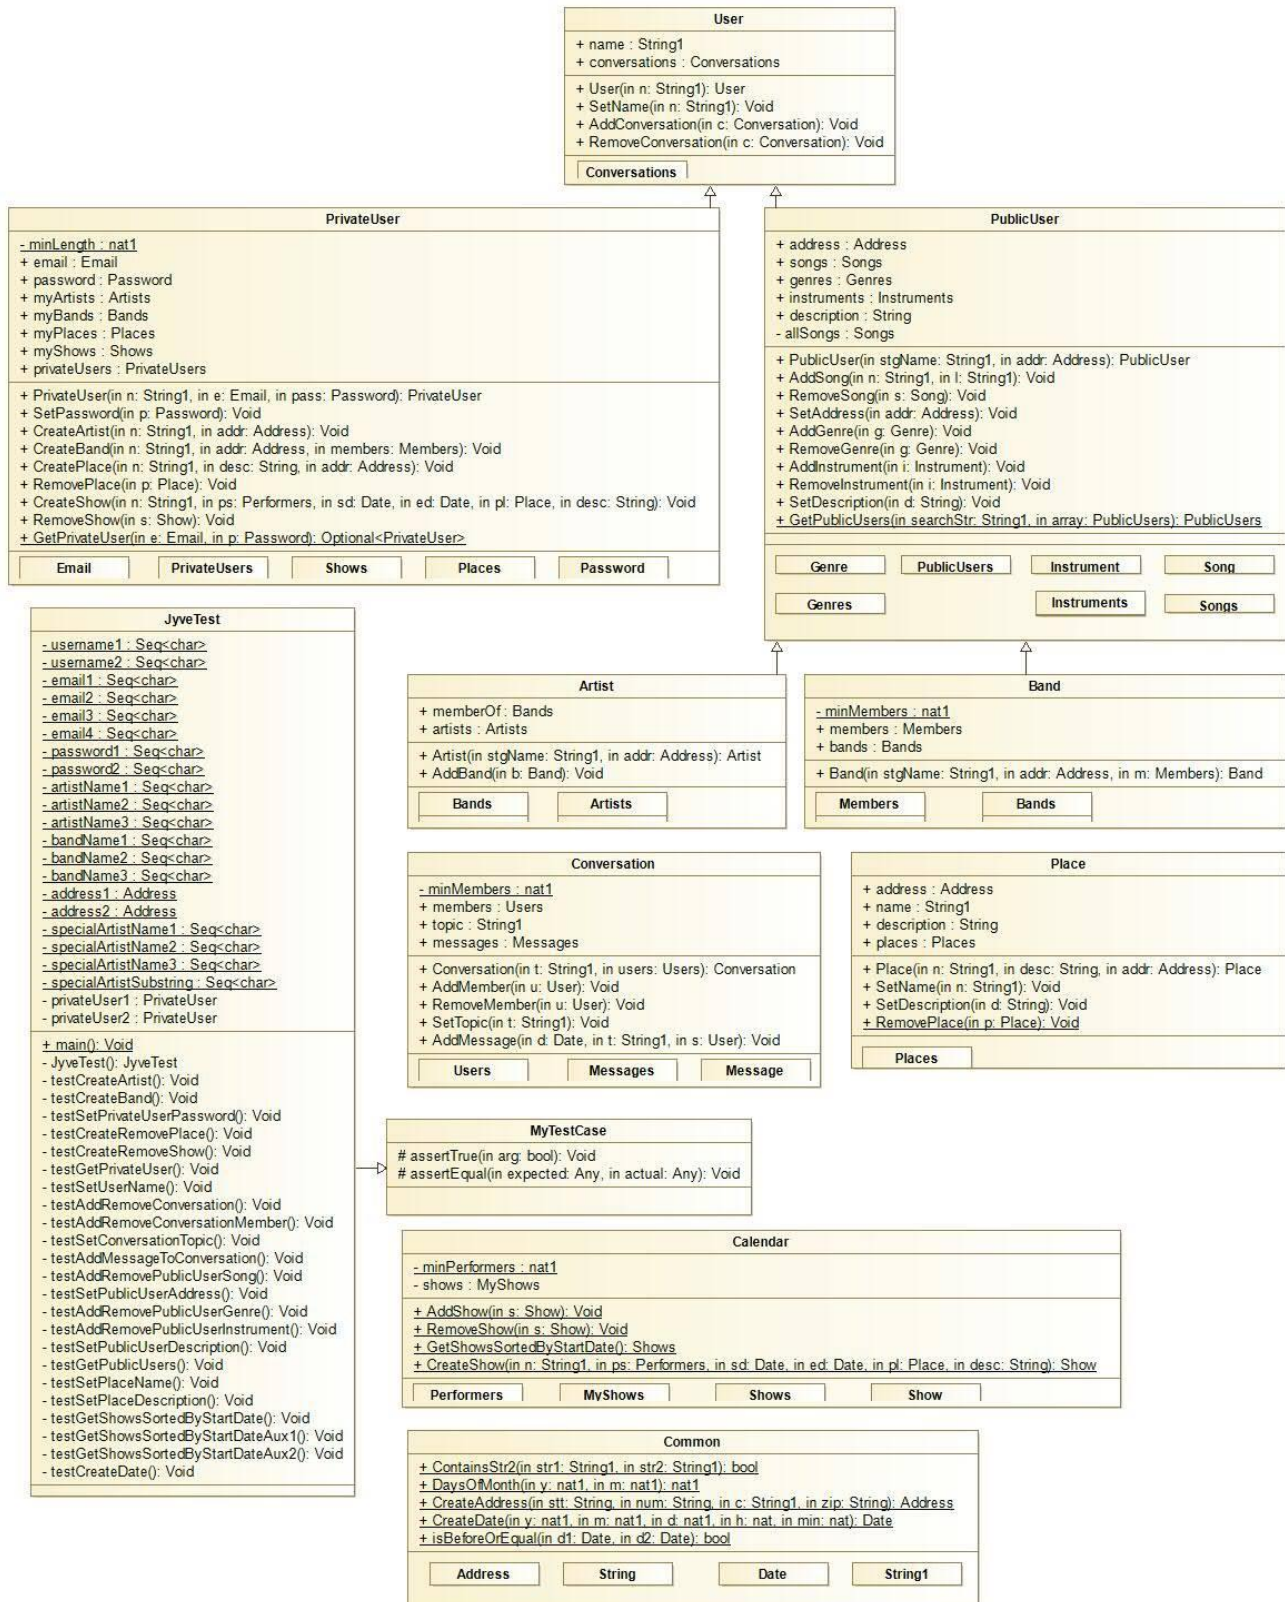 User
+ name : String1
+ conversations : Conversations
+ User(in n: String1): User
+ SetName(in n: String1): Void
+ AddConversation(in c: Conversation): Void
+ RemoveConversation(in c: Conversation): Void
Conversations
PrivateUser
- minLength : nat1
+ email : Email
+ password : Password
+ myArtists : Artists
+ myBands : Bands
+ myPlaces : Places
+ myShows : Shows
+ privateUsers : PrivateUsers
+ PrivateUser(in n: String1, in e: Email, in pass: Password): PrivateUser
+ SetPassword(in p: Password): Void
+ CreateArtist(in n: String1, in addr: Address): Void
+ CreateBand(in n: String1, in addr: Address, in members: Members): Void
+ CreatePlace(in n: String1, in desc: String, in addr: Address): Void
+ RemovePlace(in p: Place): Void
+ CreateShow(in n: String1, in ps: Performers, in sd: Date, in ed: Date, in pl: Place, in desc: String): Void
+ RemoveShow(in s: Show): Void
+ GetPrivateUser(in e: Email, in p: Password): Optional<PrivateUser>
Email PrivateUsers Shows Places Password
PublicUser
+ address : Address
+ songs : Songs
+ genres : Genres
+ instruments : Instruments
+ description : String
- allSongs : Songs
+ PublicUser(in stgName: String1, in addr: Address): PublicUser
+ AddSong(in n: String1, in l: String1): Void
+ RemoveSong(in s: Song): Void
+ SetAddress(in addr: Address): Void
+ AddGenre(in g: Genre): Void
+ RemoveGenre(in g: Genre): Void
+ AddInstrument(in i: Instrument): Void
+ RemoveInstrument(in i: Instrument): Void
+ SetDescription(in d: String): Void
+ GetPublicUsers(in searchStr: String1, in array: PublicUsers): PublicUsers
Genre PublicUsers Instrument Song
Genres Instruments Songs
JyveTest
- username1 : Seq<char>
- username2 : Seq<char>
- email1 : Seq<char>
- email2 : Seq<char>
- email3 : Seq<char>
- email4 : Seq<char>
- password1 : Seq<char>
- password2 : Seq<char>
- artistName1 : Seq<char>
- artistName2 : Seq<char>
- artistName3 : Seq<char>
- bandName1 : Seq<char>
- bandName2 : Seq<char>
- bandName3 : Seq<char>
- address1 : Address
- address2 : Address
- specialArtistName1 : Seq<char>
- specialArtistName2 : Seq<char>
- specialArtistName3 : Seq<char>
- specialArtistSubstring : Seq<char>
- privateUser1 : PrivateUser
- privateUser2 : PrivateUser
+ main(): Void
- JyveTest(): JyveTest
- testCreateArtist(): Void
- testCreateBand(): Void
- testSetPrivateUserPassword(): Void
- testCreateRemovePlace(): Void
- testCreateRemoveShow(): Void
- testGetPrivateUser(): Void
- testSetUserName(): Void
- testAddRemoveConversation(): Void
- testAddRemoveConversationMember(): Void
- testSetConversationTopic(): Void
- testAddMessageToConversation(): Void
- testAddRemovePublicUserSong(): Void
- testSetPublicUserAddress(): Void
- testAddRemovePublicUserGenre(): Void
- testAddRemovePublicUserInstrument(): Void
- testSetPublicUserDescription(): Void
- testGetPublicUsers(): Void
- testSetPlaceName(): Void
- testSetPlaceDescription(): Void
- testGetShowsSortedByStartDate(): Void
- testGetShowsSortedByStartDateAux1(): Void
- testGetShowsSortedByStartDateAux2(): Void
- testCreateDate(): Void
Artist
+ memberOf : Bands
+ artists : Artists
+ Artist(in stgName: String1, in addr: Address): Artist
+ AddBand(in b: Band): Void
Bands Artists
Band
- minMembers : nat1
+ members : Members
+ bands : Bands
+ Band(in stgName: String1, in addr: Address, in m: Members): Band
Members Bands
Conversation
- minMembers : nat1
+ members : Users
+ topic : String1
+ messages : Messages
+ Conversation(in t: String1, in users: Users): Conversation
+ AddMember(in u: User): Void
+ RemoveMember(in u: User): Void
+ SetTopic(in t: String1): Void
+ AddMessage(in d: Date, in t: String1, in s: User): Void
Users Messages Message
Place
+ address : Address
+ name : String1
+ description : String
+ places : Places
+ Place(in n: String1, in desc: String, in addr: Address): Place
+ SetName(in n: String1): Void
+ SetDescription(in d: String): Void
+ RemovePlace(in p: Place): Void
Places
MyTestCase
# assertTrue(in arg: bool): Void
# assertEqual(in expected: Any, in actual: Any): Void
Calendar
- minPerformers : nat1
- shows : MyShows
+ AddShow(in s: Show): Void
+ RemoveShow(in s: Show): Void
+ GetShowsSortedByStartDate(): Shows
+ CreateShow(in n: String1, in ps: Performers, in sd: Date, in ed: Date, in pl: Place, in desc: String): Show
Performers MyShows Shows Show
Common
+ ContainsStr2(in str1: String1, in str2: String1): bool
+ DaysOfMonth(in y: nat1, in m: nat1): nat1
+ CreateAddress(in stt: String, in num: String, in c: String1, in zip: String): Address
+ CreateDate(in y: nat1, in m: nat1, in d: nat1, in h: nat, in min: nat): Date
+ isBeforeOrEqual(in d1: Date, in d2: Date): bool
Address String Date String1